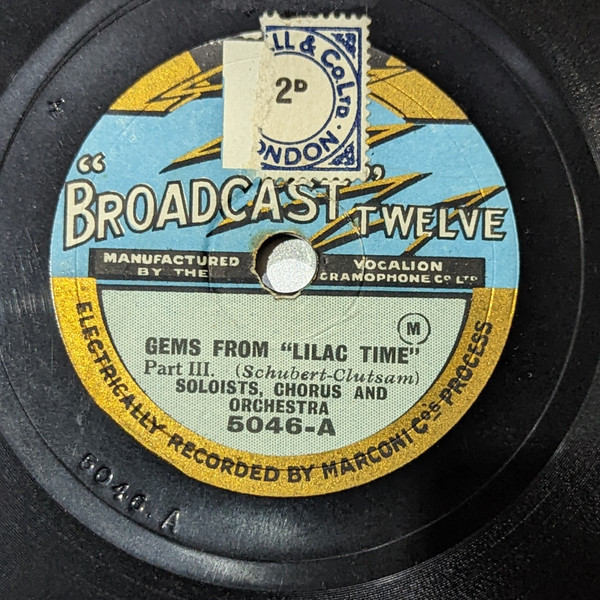 LL & Co LTD.
2D
LONDON.
"BROADCAST" TWELVE
MANUFACTURED BY THE
VOCALION GRAMOPHONE Co LTD
M
GEMS FROM "LILAC TIME"
Part III. (Schubert-Clutsam)
SOLOISTS, CHORUS AND
ORCHESTRA
5046-A
ELECTRICALLY RECORDED BY MARCONI Cos PROCESS
5046.A